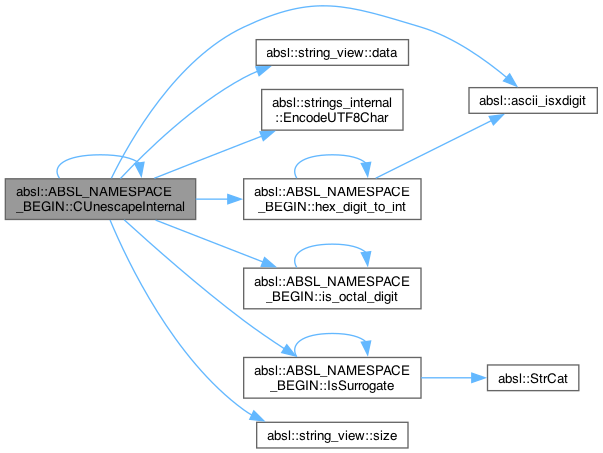 absl::string_view::data
absl::strings_internal
::EncodeUTF8Char
absl::ascii_isxdigit
absl::ABSL_NAMESPACE
_BEGIN::CUnescapeInternal
absl::ABSL_NAMESPACE
_BEGIN::hex_digit_to_int
absl::ABSL_NAMESPACE
_BEGIN::is_octal_digit
absl::ABSL_NAMESPACE
_BEGIN::IsSurrogate
absl::StrCat
absl::string_view::size